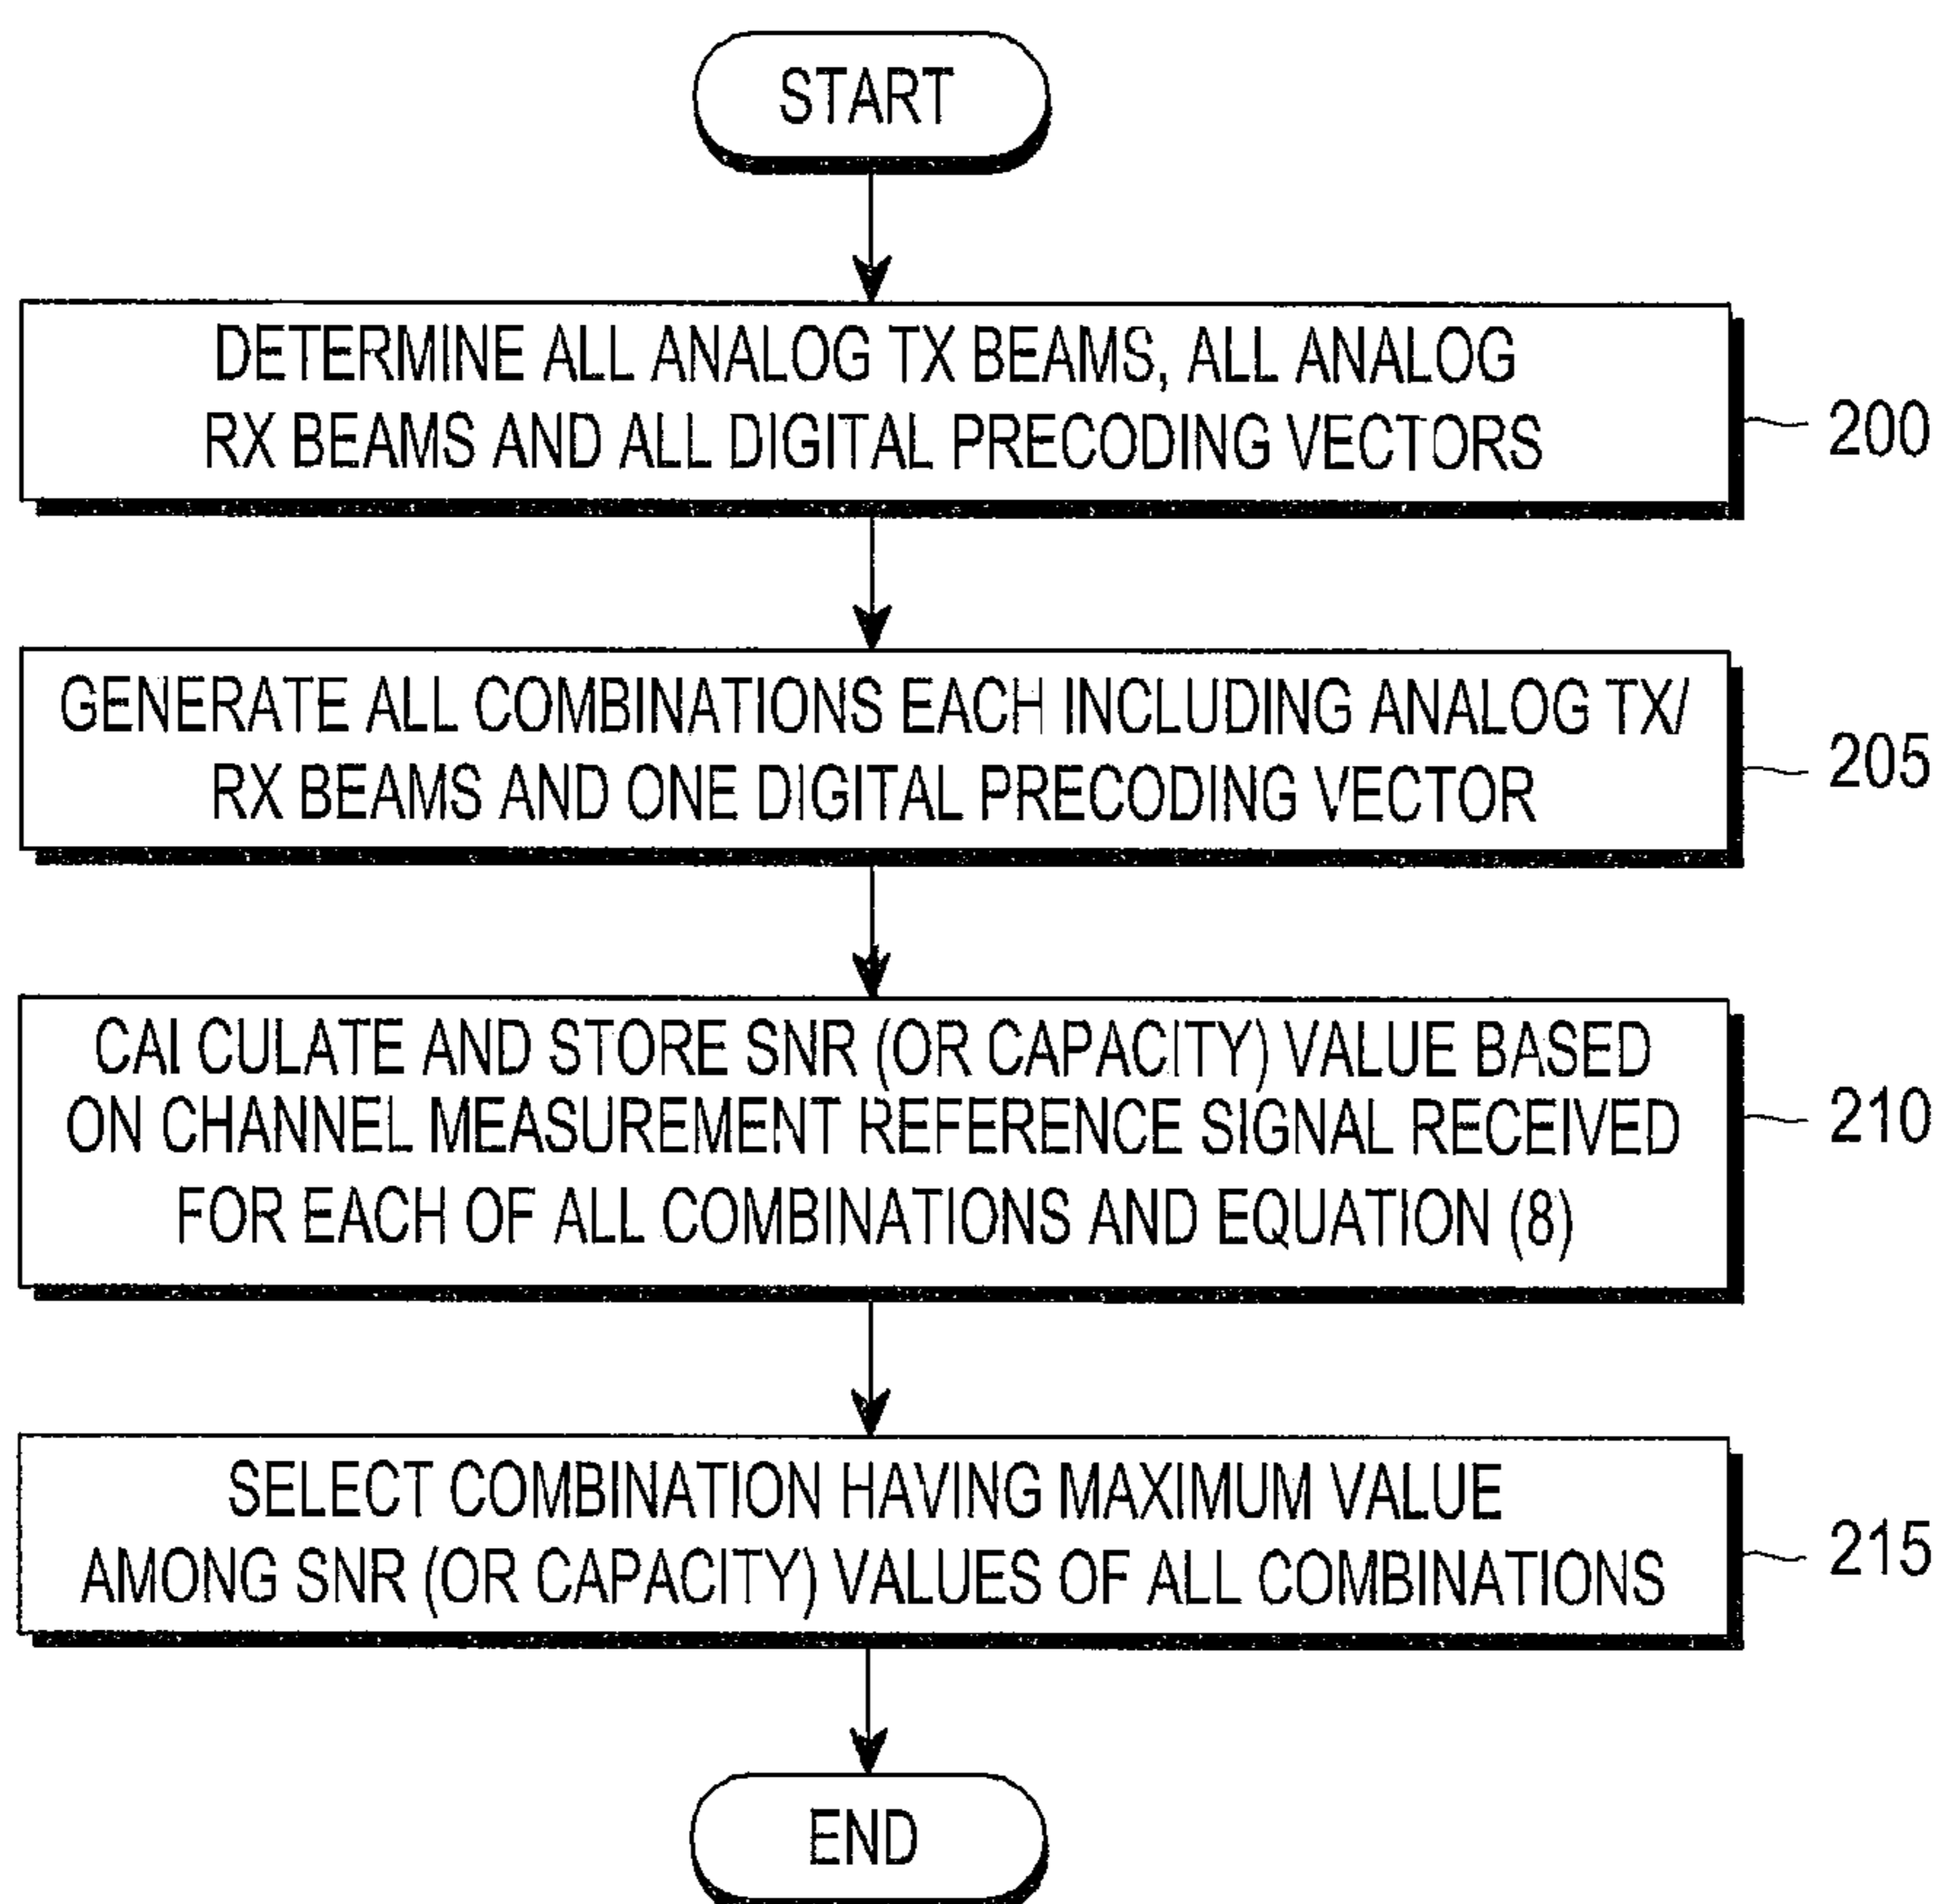 START
DETERMINE ALL ANALOG TX BEAMS, ALL ANALOG
RX BEAMS AND ALL DIGITAL PRECODING VECTORS
200
GENERATE ALL COMBINATIONS EACH INCLUDING ANALOG TX/
RX BEAMS AND ONE DIGITAL PRECODING VECTOR
205
CALCULATE AND STORE SNR (OR CAPACITY) VALUE BASED
ON CHANNEL MEASUREMENT REFERENCE SIGNAL RECEIVED
FOR EACH OF ALL COMBINATIONS AND EQUATION (8)
210
SELECT COMBINATION HAVING MAXIMUM VALUE
AMONG SNR (OR CAPACITY) VALUES OF ALL COMBINATIONS
215
END